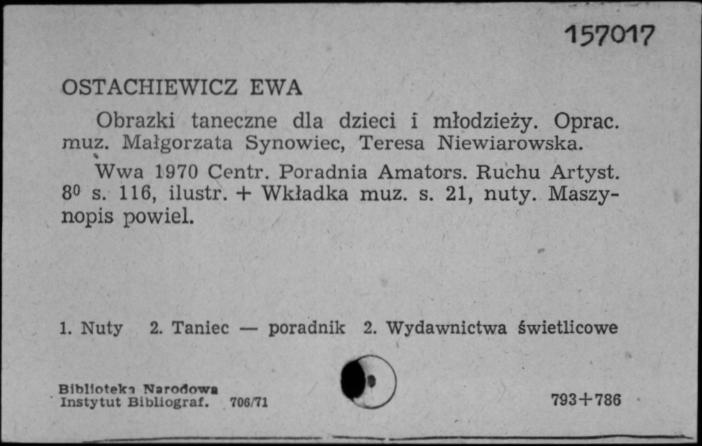 157017
OSTACHIEWICZ EWA
Obrazki taneczne dla dzieci i młodzieży. Oprac.
muz. Małgorzata Synowiec, Teresa Niewiarowska.
Wwa 1970 Centr. Poradnia Amators. Ruchu Artyst.
8⁰ s. 116, ilustr. + Wkładka muz. s. 21, nuty. Maszy-
nopis powiel.
1. Nuty 2. Taniec — poradnik 2. Wydawnictwa świetlicowe
Biblioteka Narodowa
Instytut Bibliograf. 706/71
793+786